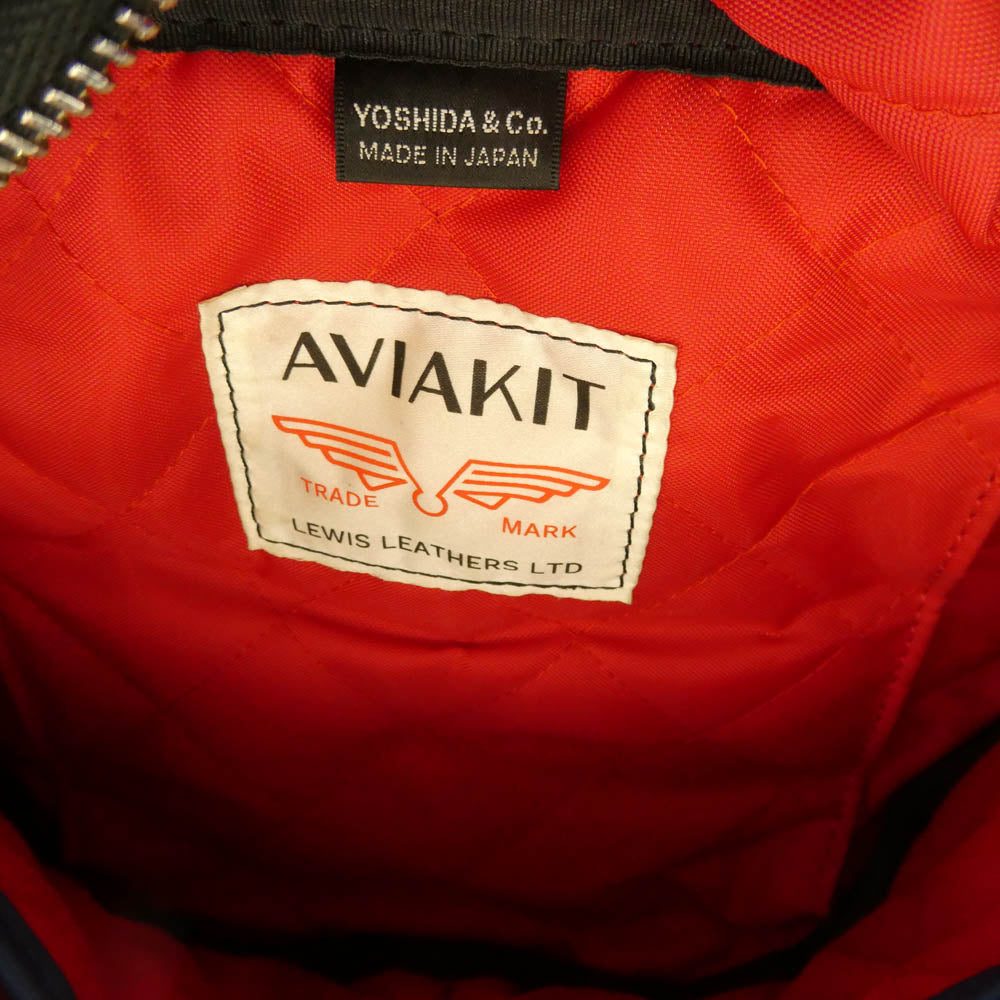 YOSHIDA & Co.
MADE IN JAPAN
AVIAKIT
TRADE MARK
LEWIS LEATHERS LTD